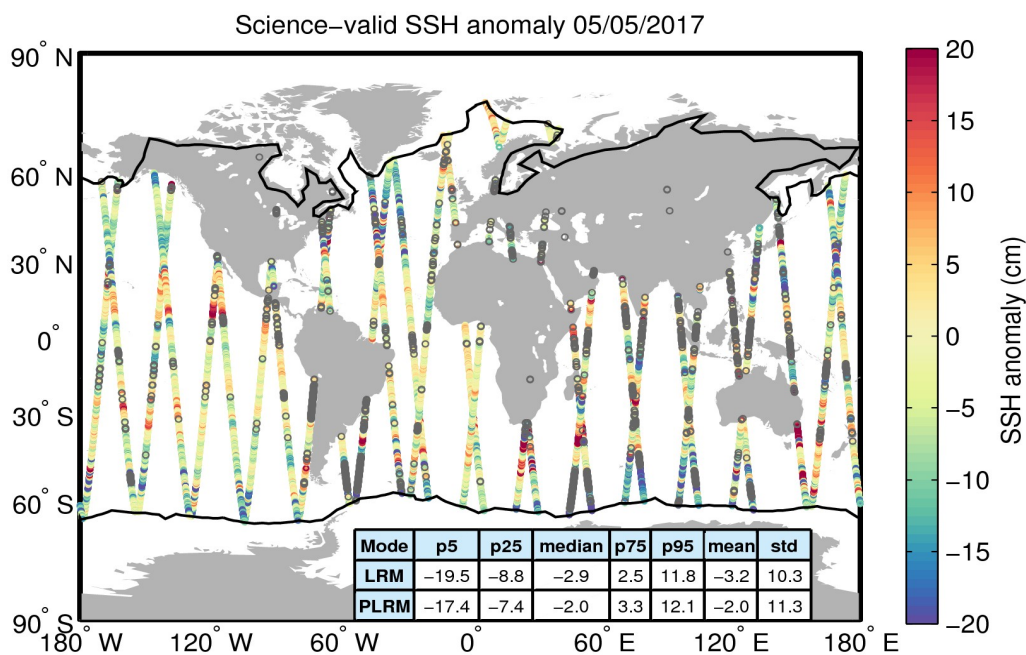 Science−valid SSH anomaly 05/05/2017
90° N
60° N
30° N
0°
30° S
60° S
90° S
180° W
120° W
60° W
0°
60° E
120° E
180° E
Mode p5 p25 median p75 p95 mean std
LRM −19.5 −8.8 −2.9 2.5 11.8 −3.2 10.3
PLRM −17.4 −7.4 −2.0 3.3 12.1 −2.0 11.3
20
15
10
5
0
−5
−10
−15
−20
SSH anomaly (cm)